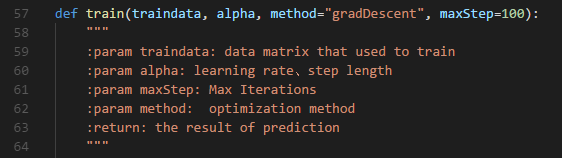 57 def train(traindata, alpha, method="gradDescent", maxStep=100):
58 """
59 :param traindata: data matrix that used to train
60 :param alpha: learning rate、step length
61 :param maxStep: Max Iterations
62 :param method:  optimization method
63 :return: the result of prediction
64 """